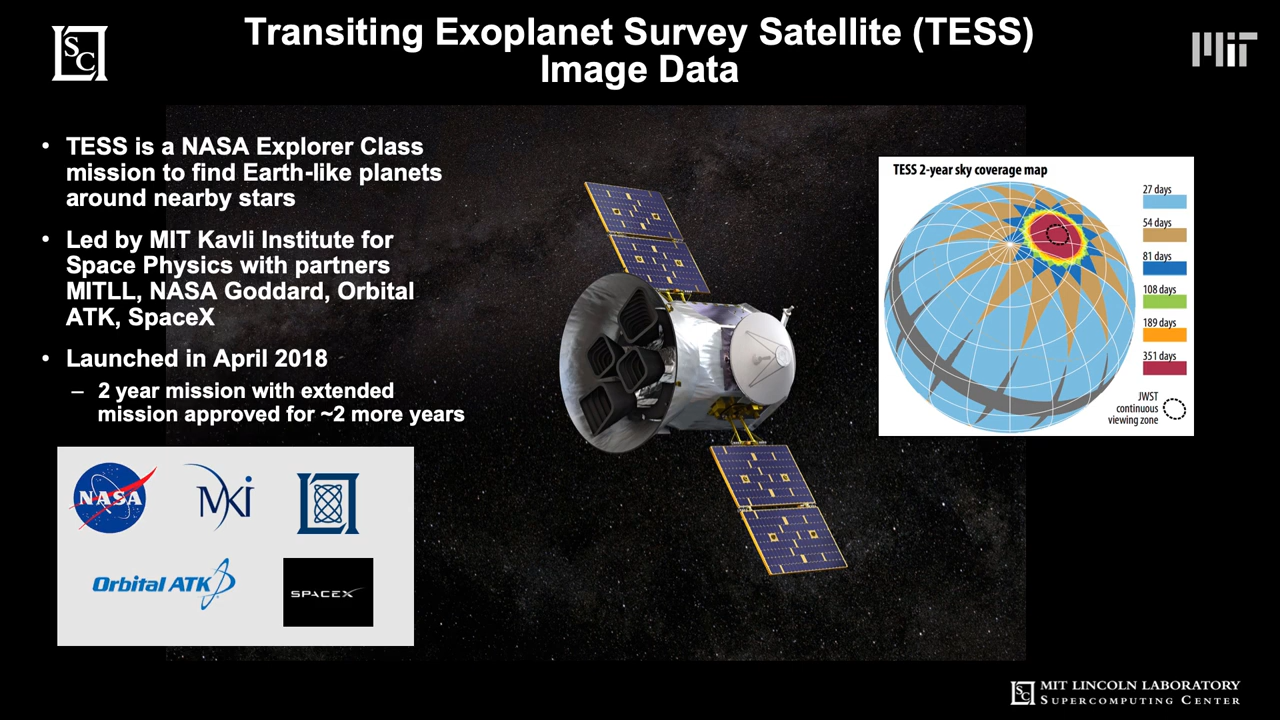 Transiting Exoplanet Survey Satellite (TESS)
Image Data
SC
MIT
• TESS is a NASA Explorer Class
mission to find Earth-like planets
around nearby stars
• Led by MIT Kavli Institute for
Space Physics with partners
MITLL, NASA Goddard, Orbital
ATK, SpaceX
• Launched in April 2018
– 2 year mission with extended
mission approved for ~2 more years
NASA
MKI
Orbital ATK
SPACEX
TESS 2-year sky coverage map
27 days
54 days
81 days
108 days
189 days
351 days
JWST
continuous
viewing zone
SC
MIT LINCOLN LABORATORY
SUPERCOMPUTING CENTER